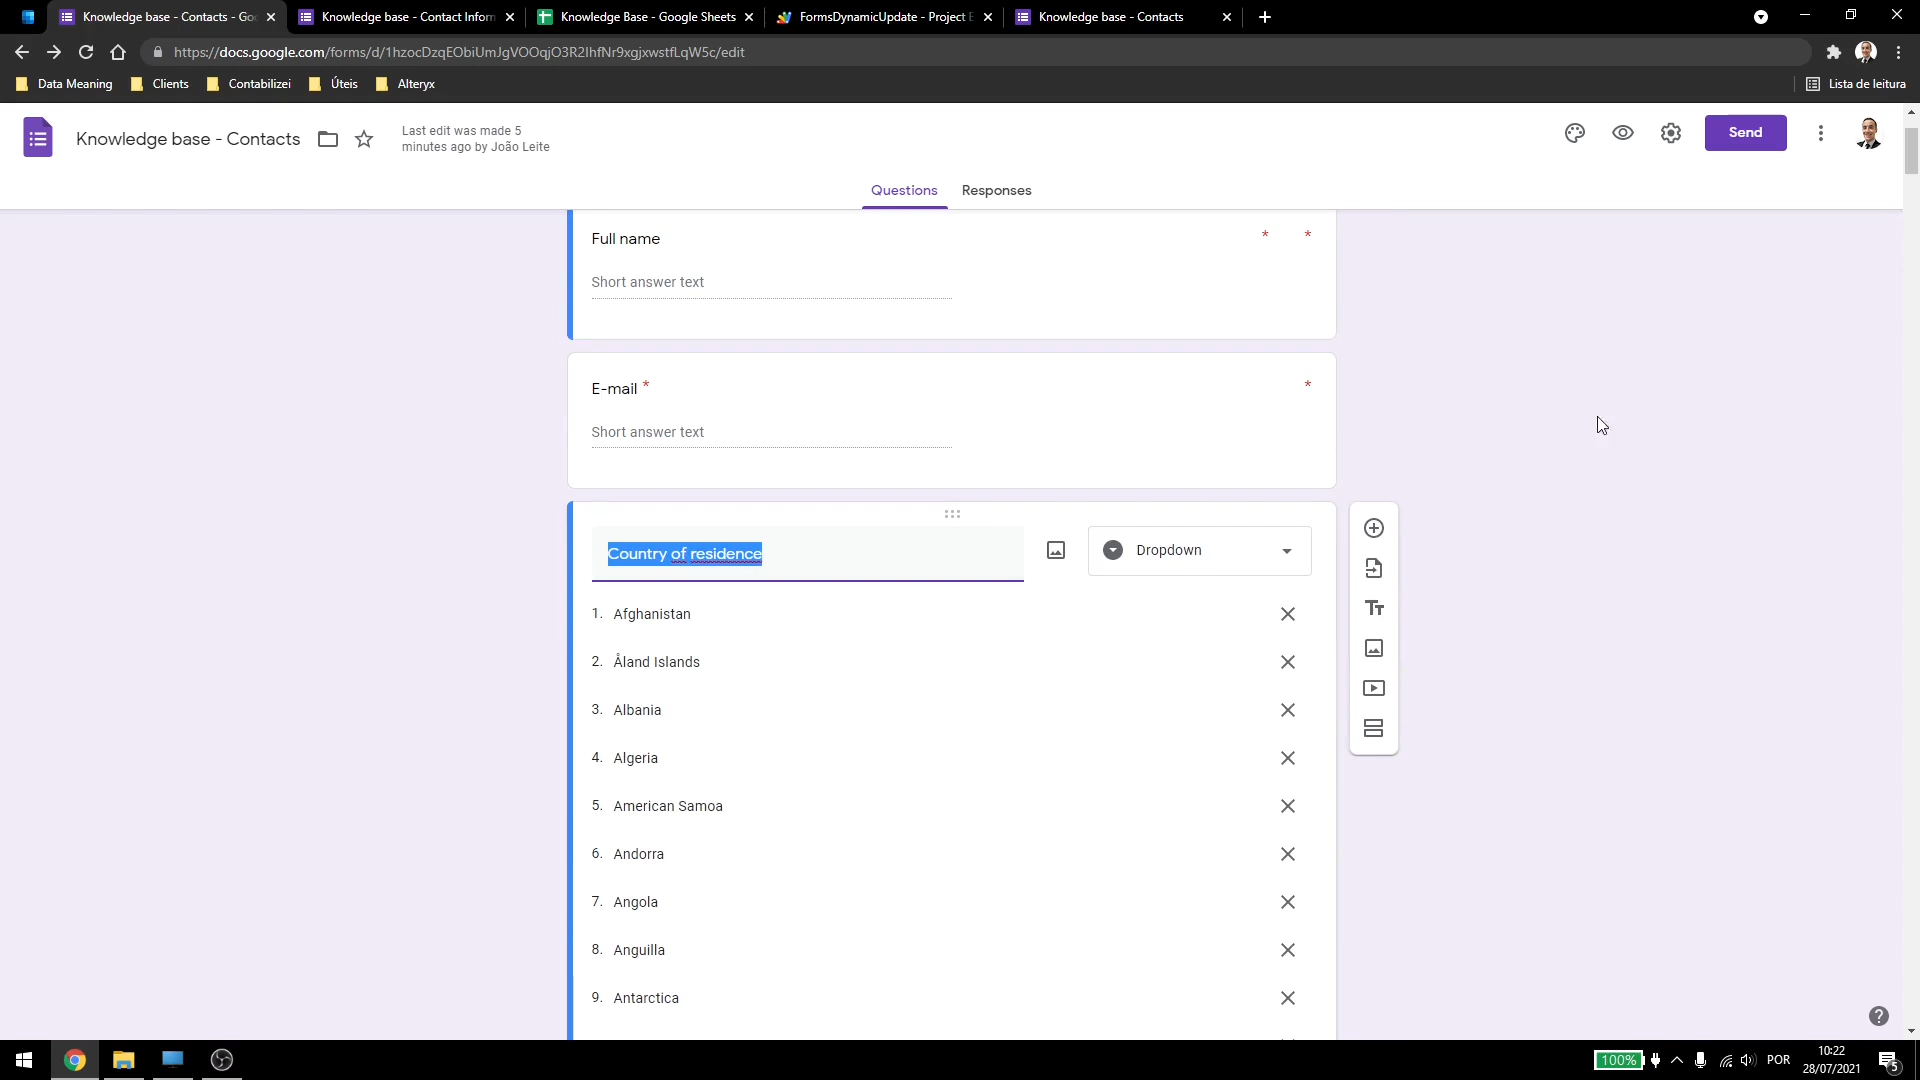 Knowledge base - Contacts - Goo
Knowledge base - Contact Inform
Knowledge Base - Google Sheets
FormsDynamicUpdate - Project E
Knowledge base - Contacts
https://docs.google.com/forms/d/1hzocDzqEObiUmJgVOOqjO3R2IhfNr9xgjxwstfLqW5c/edit
Data Meaning
Clients
Contabilizei
Úteis
Alteryx
Lista de leitura
Knowledge base - Contacts
Last edit was made 5
minutes ago by João Leite
Send
Questions
Responses
Full name * *
Short answer text
E-mail * *
Short answer text
Country of residence
Dropdown
1. Afghanistan
2. Åland Islands
3. Albania
4. Algeria
5. American Samoa
6. Andorra
7. Angola
8. Anguilla
9. Antarctica
100%
POR
10:22
28/07/2021
5